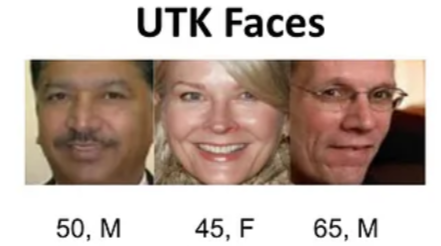 UTK Faces
50, M 45, F 65, M